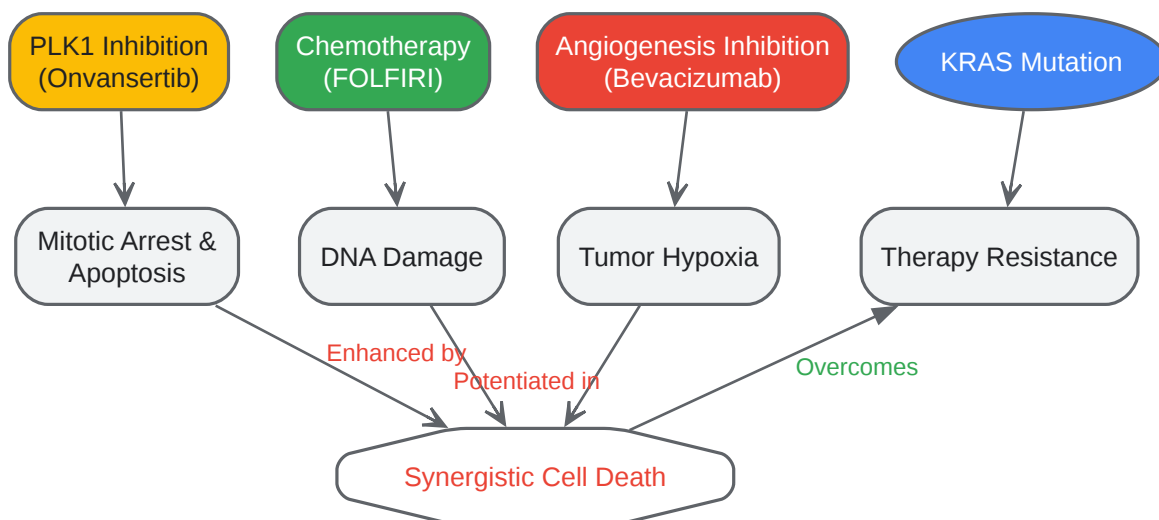 PLK1 Inhibition
(Onvansertib)
Chemotherapy
(FOLFIRI)
Angiogenesis Inhibition
(Bevacizumab)
KRAS Mutation
Mitotic Arrest &
Apoptosis
DNA Damage
Tumor Hypoxia
Therapy Resistance
Enhanced by
Potentiated in
Overcomes
Synergistic Cell Death